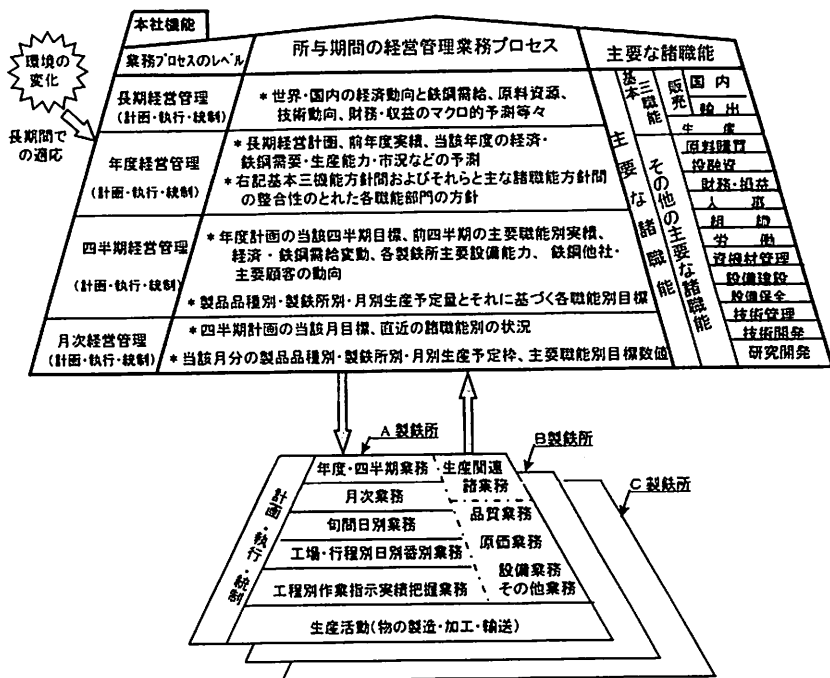 本社機能
環境の
変化
長期間で
の適応
業務プロセスのレベル
所与期間の経営管理業務プロセス
主要な諸職能
長期経営管理
(計画・執行・統制)
* 世界・国内の経済動向と鉄鋼需給、原料資源、
技術動向、財務・収益のマクロ的予測等々
年度経営管理
(計画・執行・統制)
* 長期経営計画、前年度実績、当該年度の経済・
鉄鋼需要・生産能力・市況などの予測
* 右記基本三機能方針間およびそれらと主な諸職能方針間
の整合性のとれた各職能部門の方針
四半期経営管理
(計画・執行・統制)
* 年度計画の当該四半期目標、前四半期の主要職能別実績、
経済・鉄鋼需給変動、各製鉄所主要設備能力、 鉄鋼他社・
主要顧客の動向
* 製品品種別・製鉄所別・月別生産予定量とそれに基づく各職能別目標
月次経営管理
(計画・執行・統制)
* 四半期計画の当該月目標、直近の諸職能別の状況
* 当該月分の製品品種別・製鉄所別・月別生産予定枠、主要職能別目標数値
主要な諸職能
基本
三職能
販売
国内
輸出
生産
その他の主要な諸職能
原料購買
投融資
財務・損益
人事
組織
労働
資機材管理
設備建設
設備保全
技術管理
技術開発
研究開発
A製鉄所
B製鉄所
C製鉄所
計画・執行・統制
年度・四半期業務
月次業務
旬間日別業務
工場・行程別日別番別業務
工程別作業指示実績把握業務
生産関連
諸業務
品質業務
原価業務
設備業務
その他業務
生産活動(物の製造・加工・輸送)